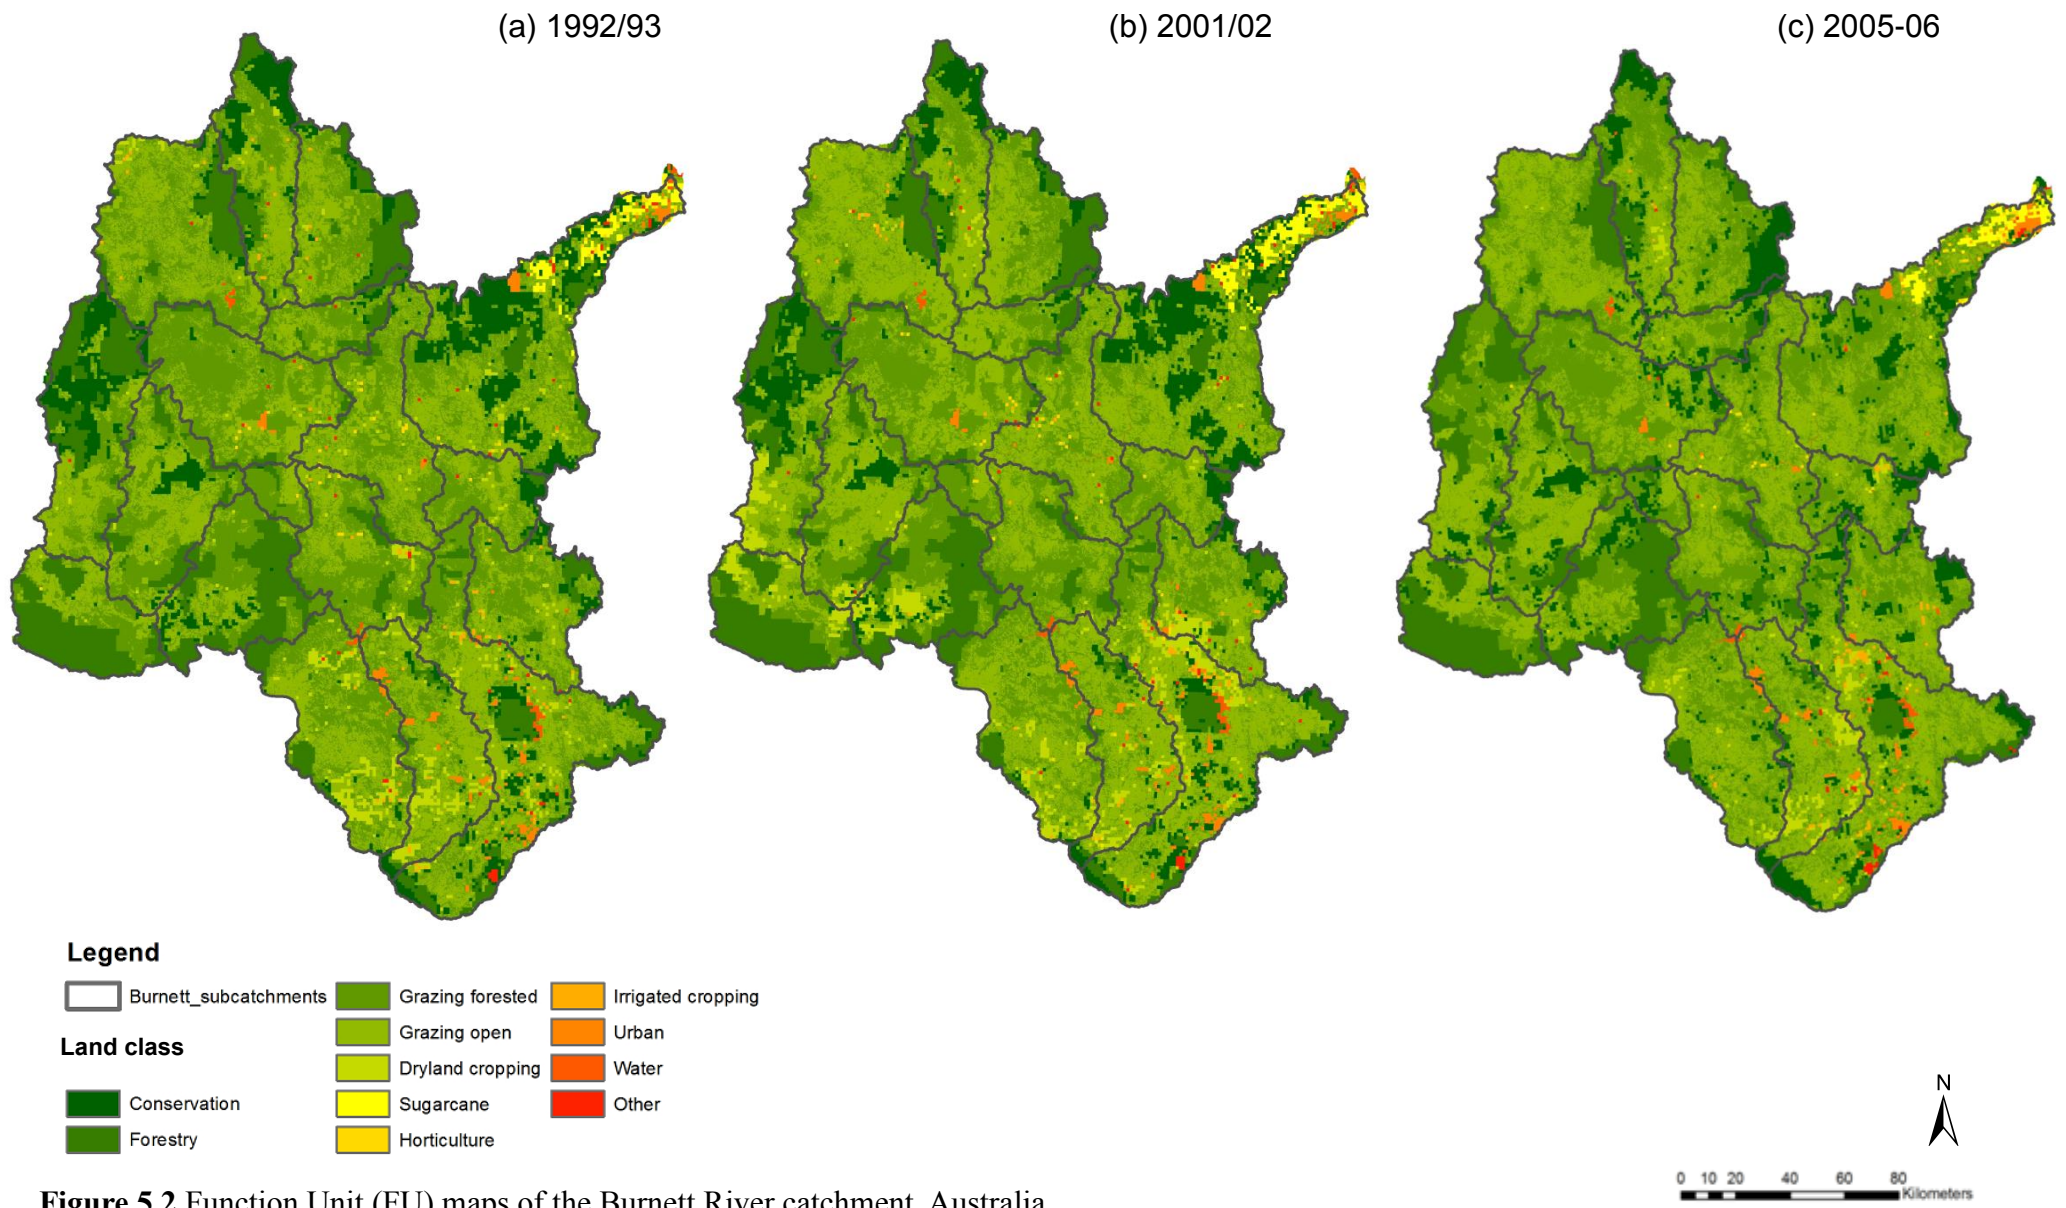 (a) 1992/93
(b) 2001/02
(c) 2005-06
Legend
Burnett_subcatchments
Land class
Conservation
Forestry
Grazing forested
Grazing open
Dryland cropping
Sugarcane
Horticulture
Irrigated cropping
Urban
Water
Other
N
0 10 20 40 60 80
Kilometers
Figure 5.2 Function Unit (FU) maps of the Burnett River catchment, Australia